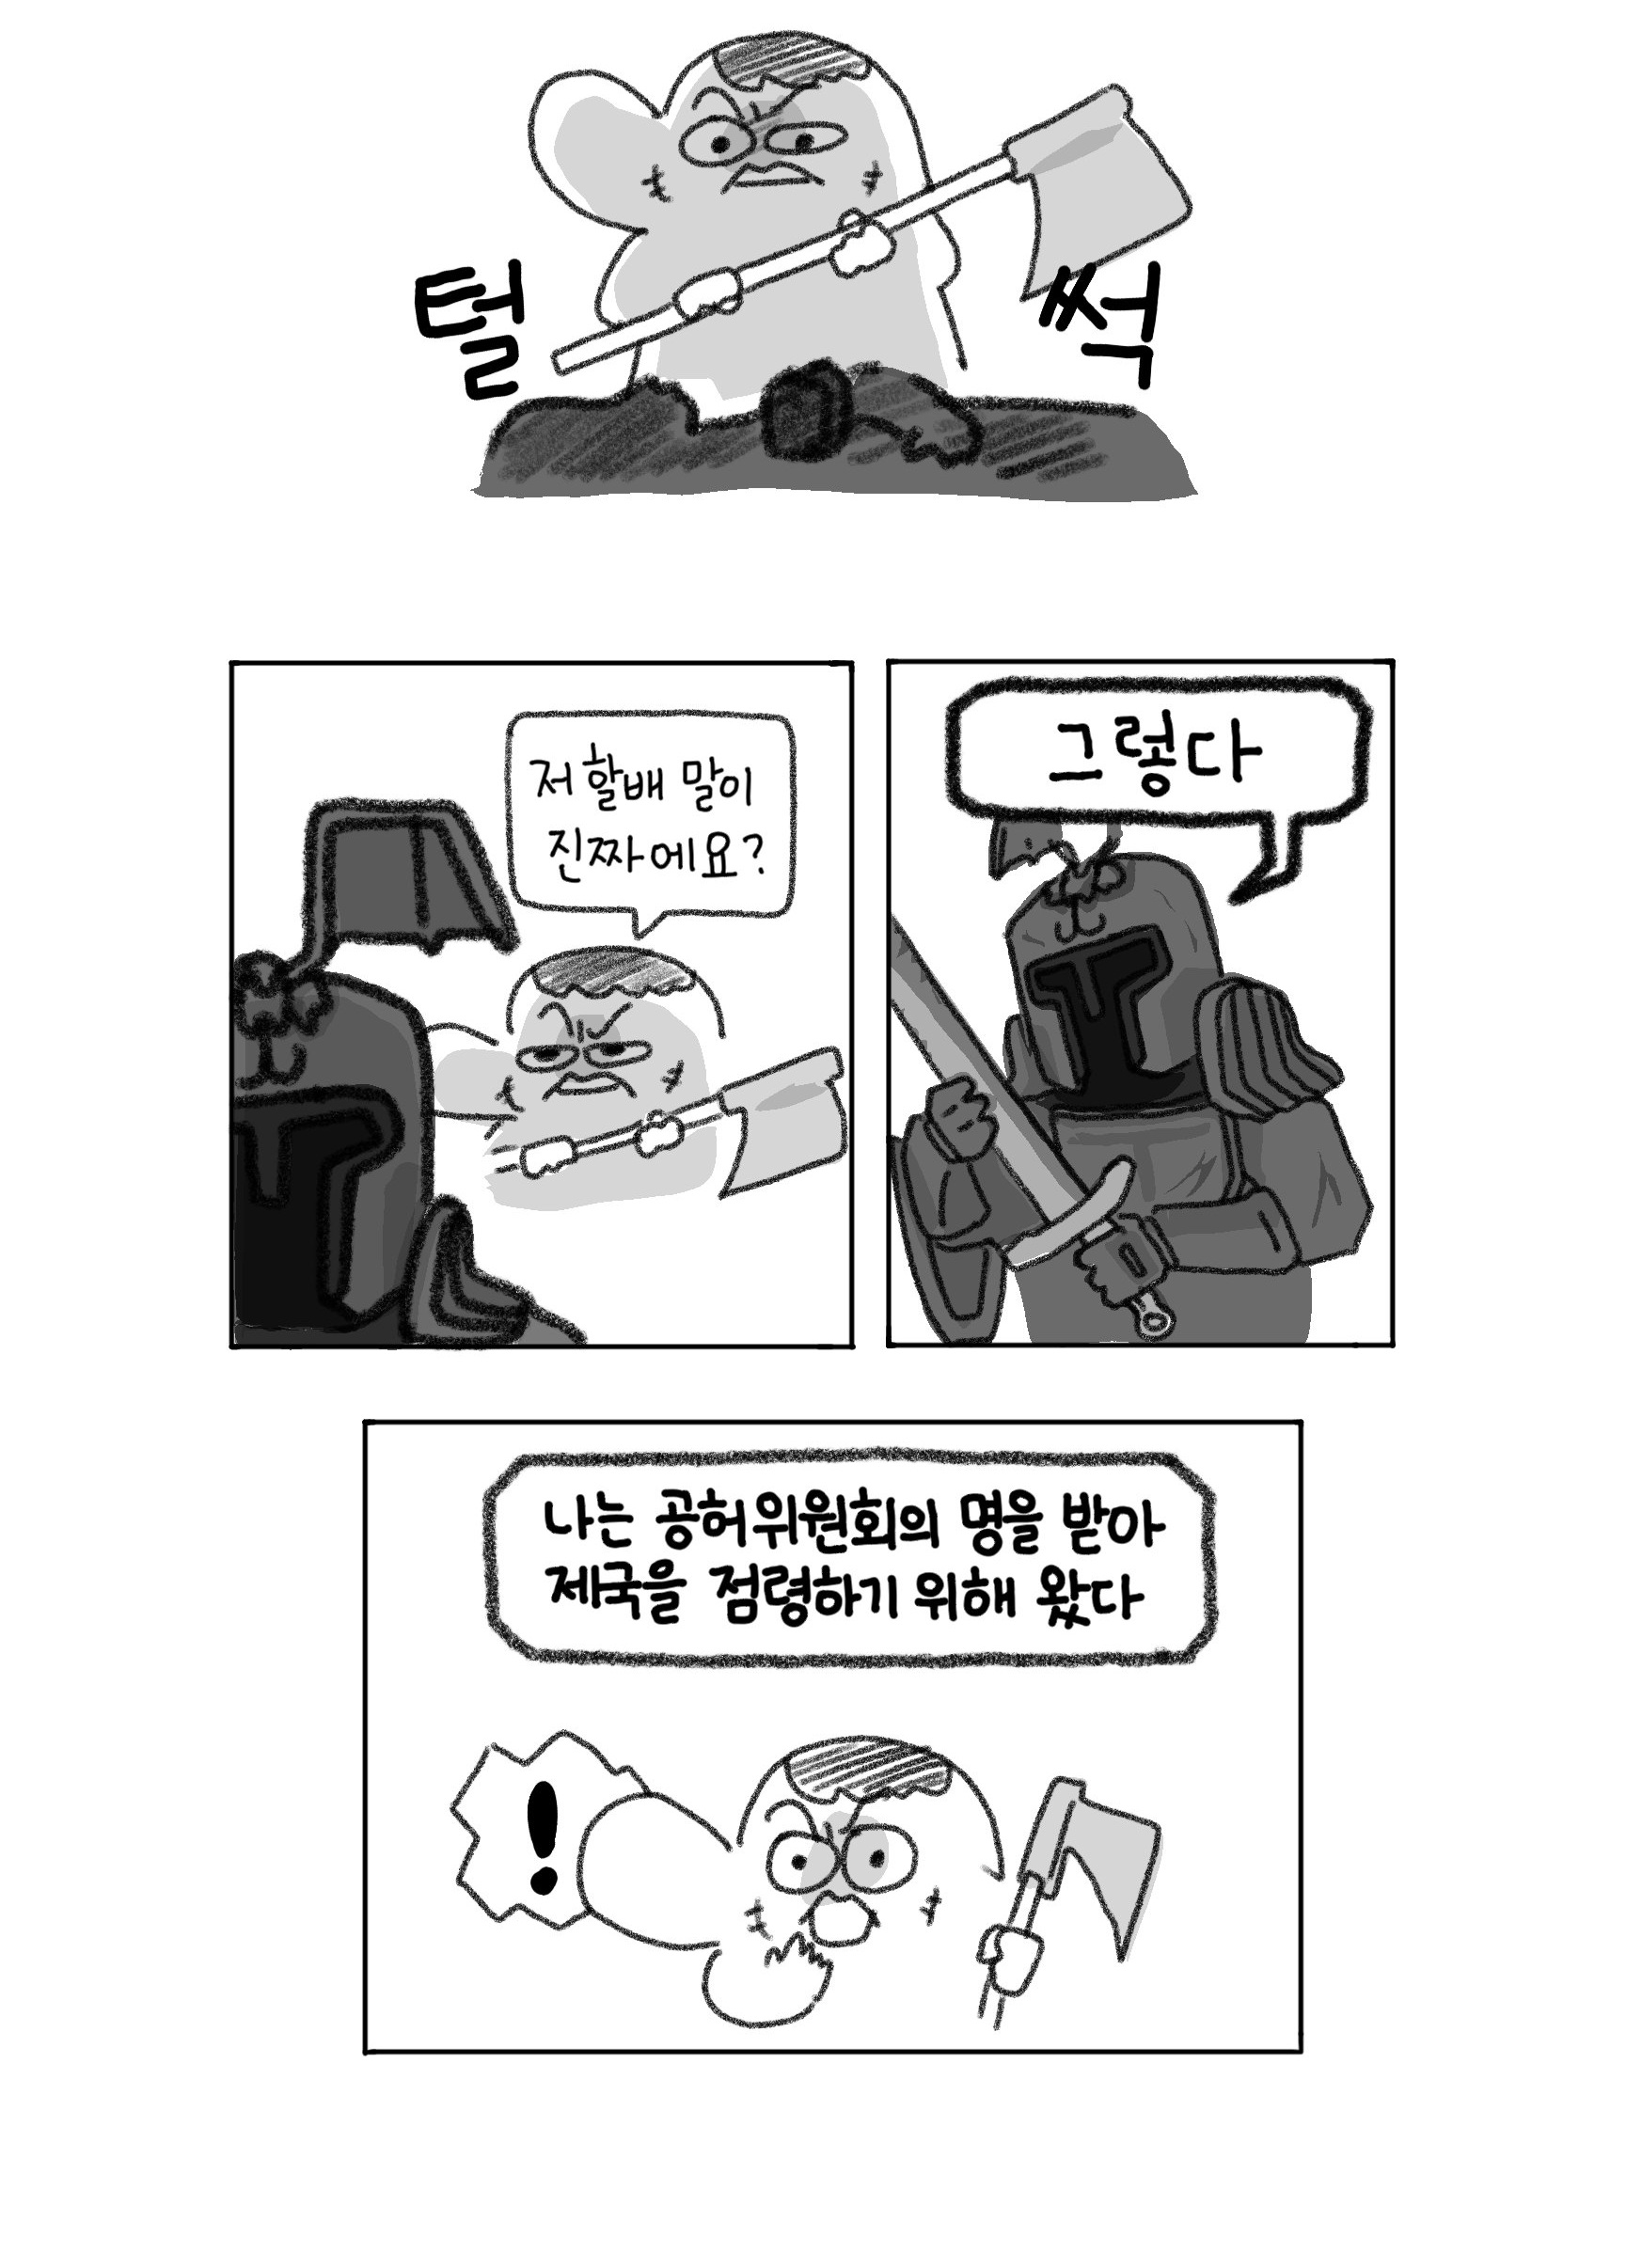 털썩
저 할배 말이
진짜에요?
그렇다
!
나는 공허위원회의 명을 받아
제국을 점령하기 위해 왔다